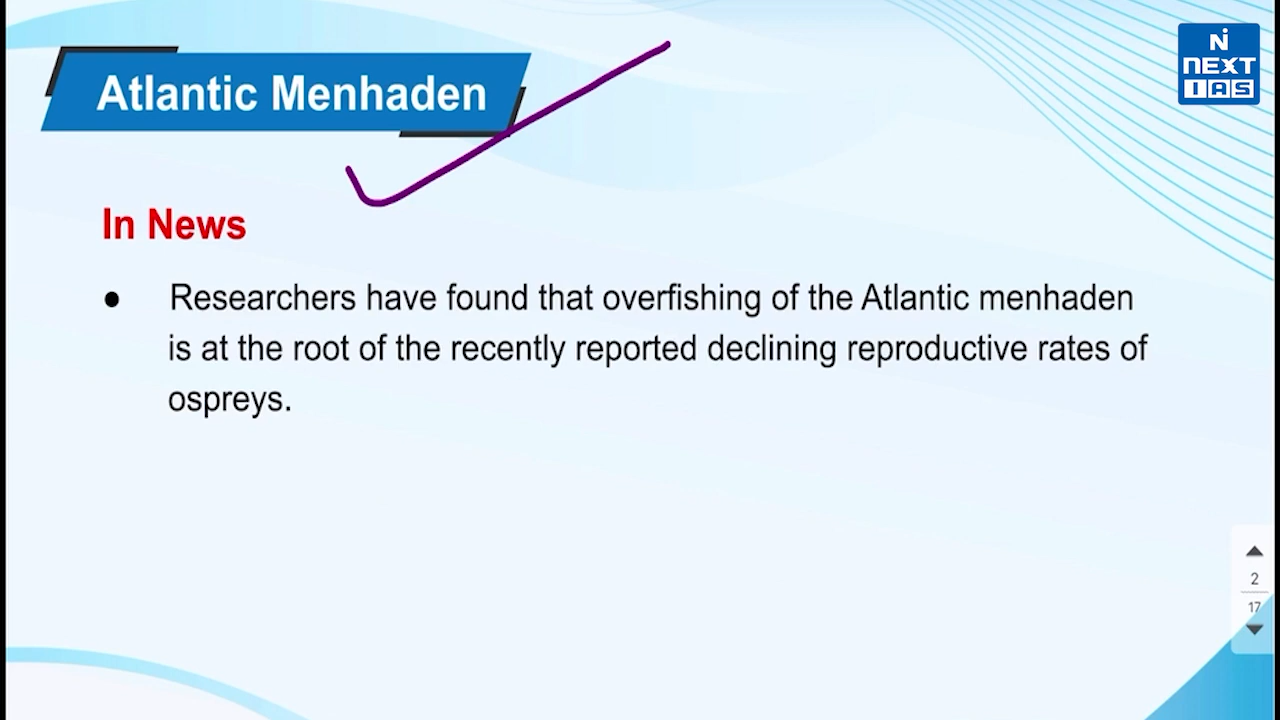 Atlantic Menhaden
NEXT
IAS
In News
● Researchers have found that overfishing of the Atlantic menhaden
is at the root of the recently reported declining reproductive rates of
ospreys.
2
17